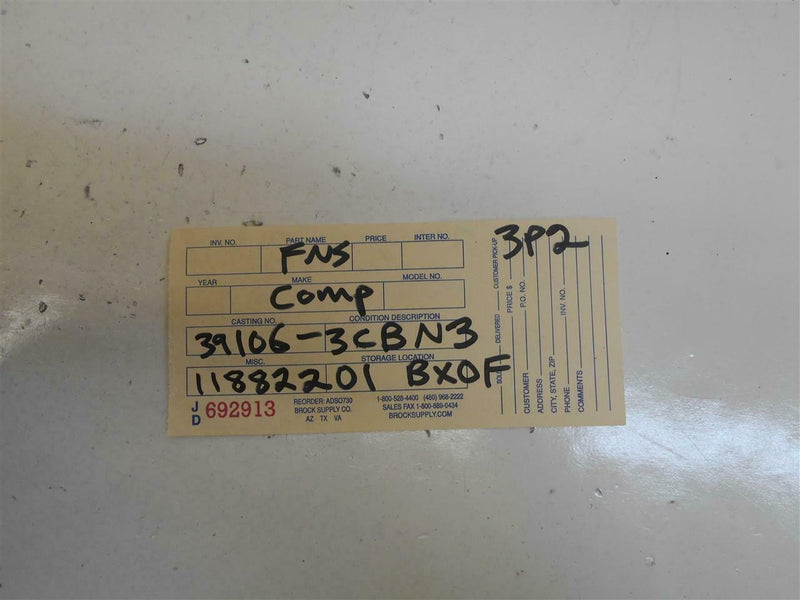 INV. NO. PART NAME PRICE INTER NO.
FNS
YEAR MAKE MODEL NO.
Comp
CASTING NO. CONDITION DESCRIPTION
39106-3CBN3
MISC. STORAGE LOCATION
11882201 BX0F
JD 692913
REORDER: ADSO730
BROCK SUPPLY CO.
AZ TX VA
1-800-528-4400 (480) 968-2222
SALES FAX 1-800-889-0434
BROCKSUPPLY.COM
3P2
SOLD DELIVERED CUSTOMER PICK-UP
PRICE $
CUSTOMER P.O. NO.
ADDRESS
CITY, STATE, ZIP
PHONE INV. NO.
COMMENTS